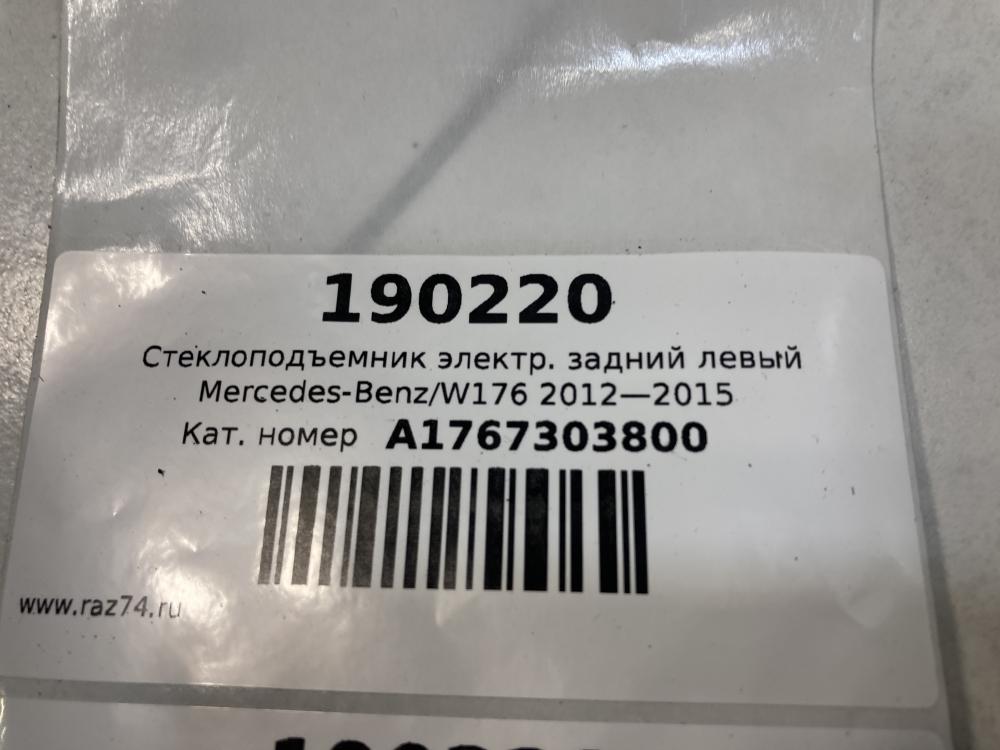 190220
Стеклоподъемник электр. задний левый
Mercedes-Benz/W176 2012—2015
Кат. номер A1767303800
www.raz74.ru